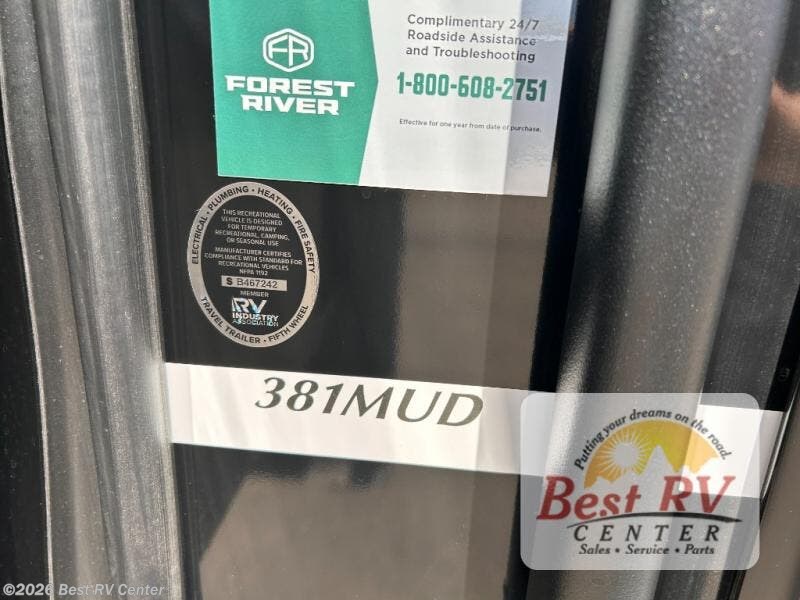 FR
FOREST
RIVER
Complimentary 24/7
Roadside Assistance
and Troubleshooting
1-800-608-2751
Effective for one year from date of purchase.
ELECTRICAL - PLUMBING - HEATING - FIRE SAFETY
THIS RECREATIONAL
VEHICLE IS DESIGNED
FOR TEMPORARY
RECREATIONAL, CAMPING,
OR SEASONAL USE
MANUFACTURER CERTIFIES
COMPLIANCE WITH STANDARD FOR
RECREATIONAL VEHICLES
NFPA 1192
S B467242
MEMBER
RV
INDUSTRY
ASSOCIATION
TRAVEL TRAILER - FIFTH WHEEL
381MUD
Putting your dreams on the road.
Best RV
CENTER
Sales • Service • Parts
©2026 Best RV Center